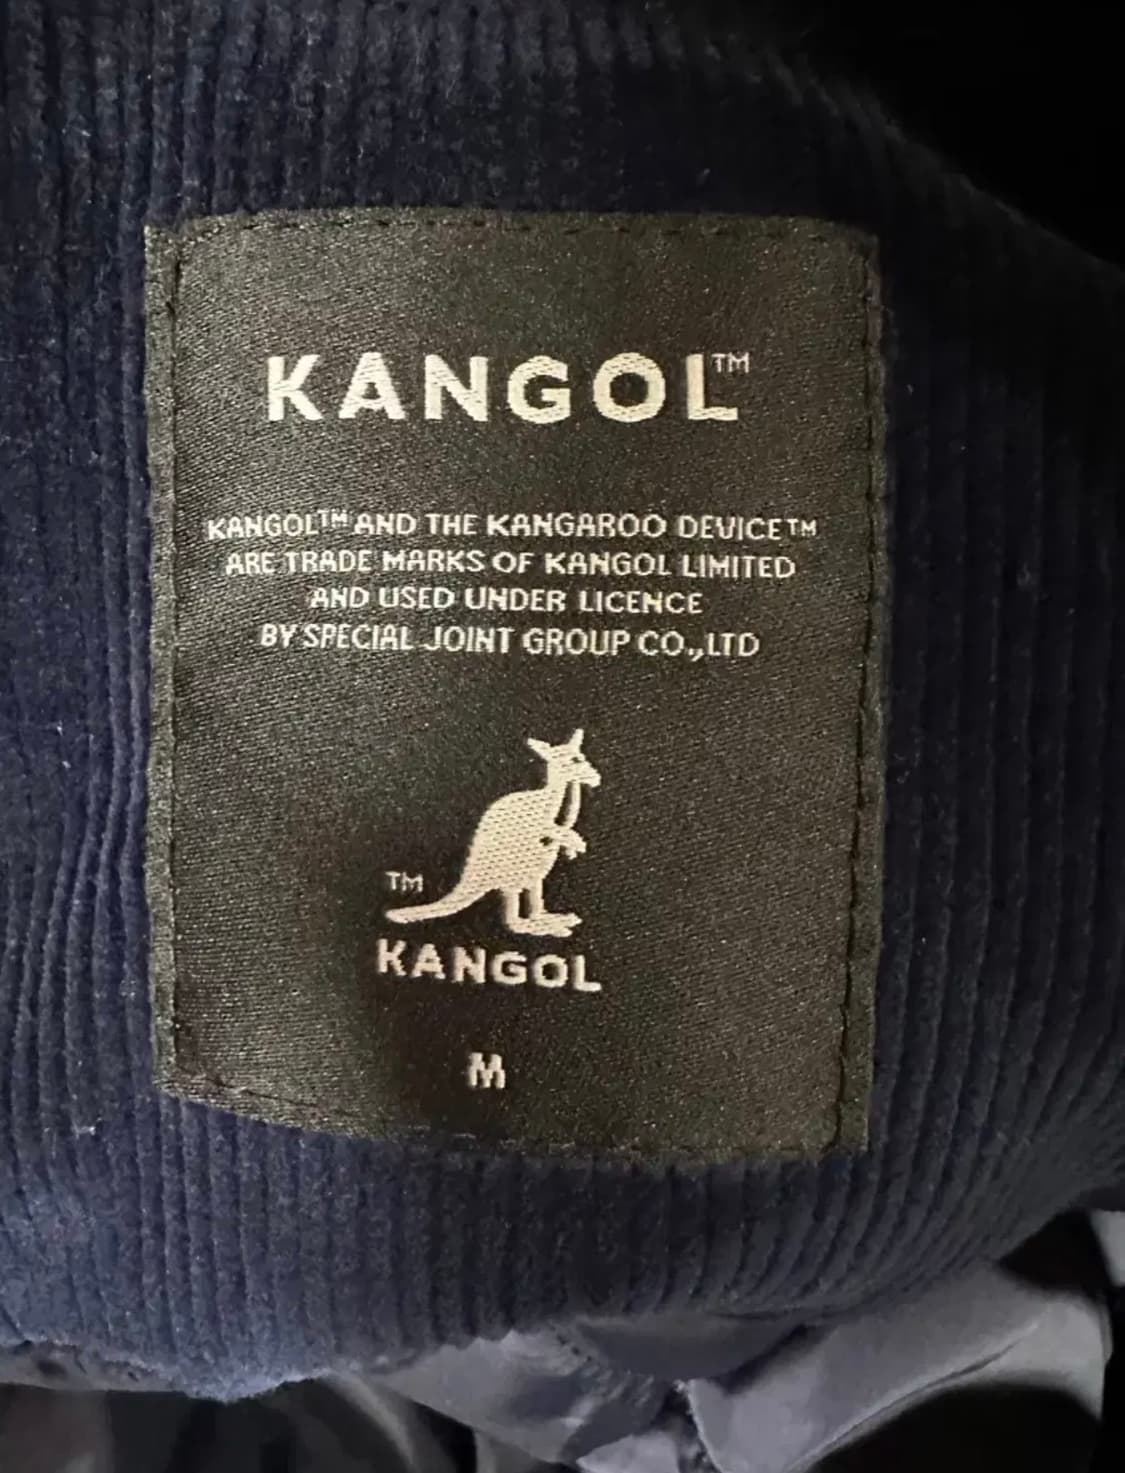 KANGOL™
KANGOL™ AND THE KANGAROO DEVICE™
ARE TRADE MARKS OF KANGOL LIMITED
AND USED UNDER LICENCE
BY SPECIAL JOINT GROUP CO.,LTD
TM
KANGOL
M